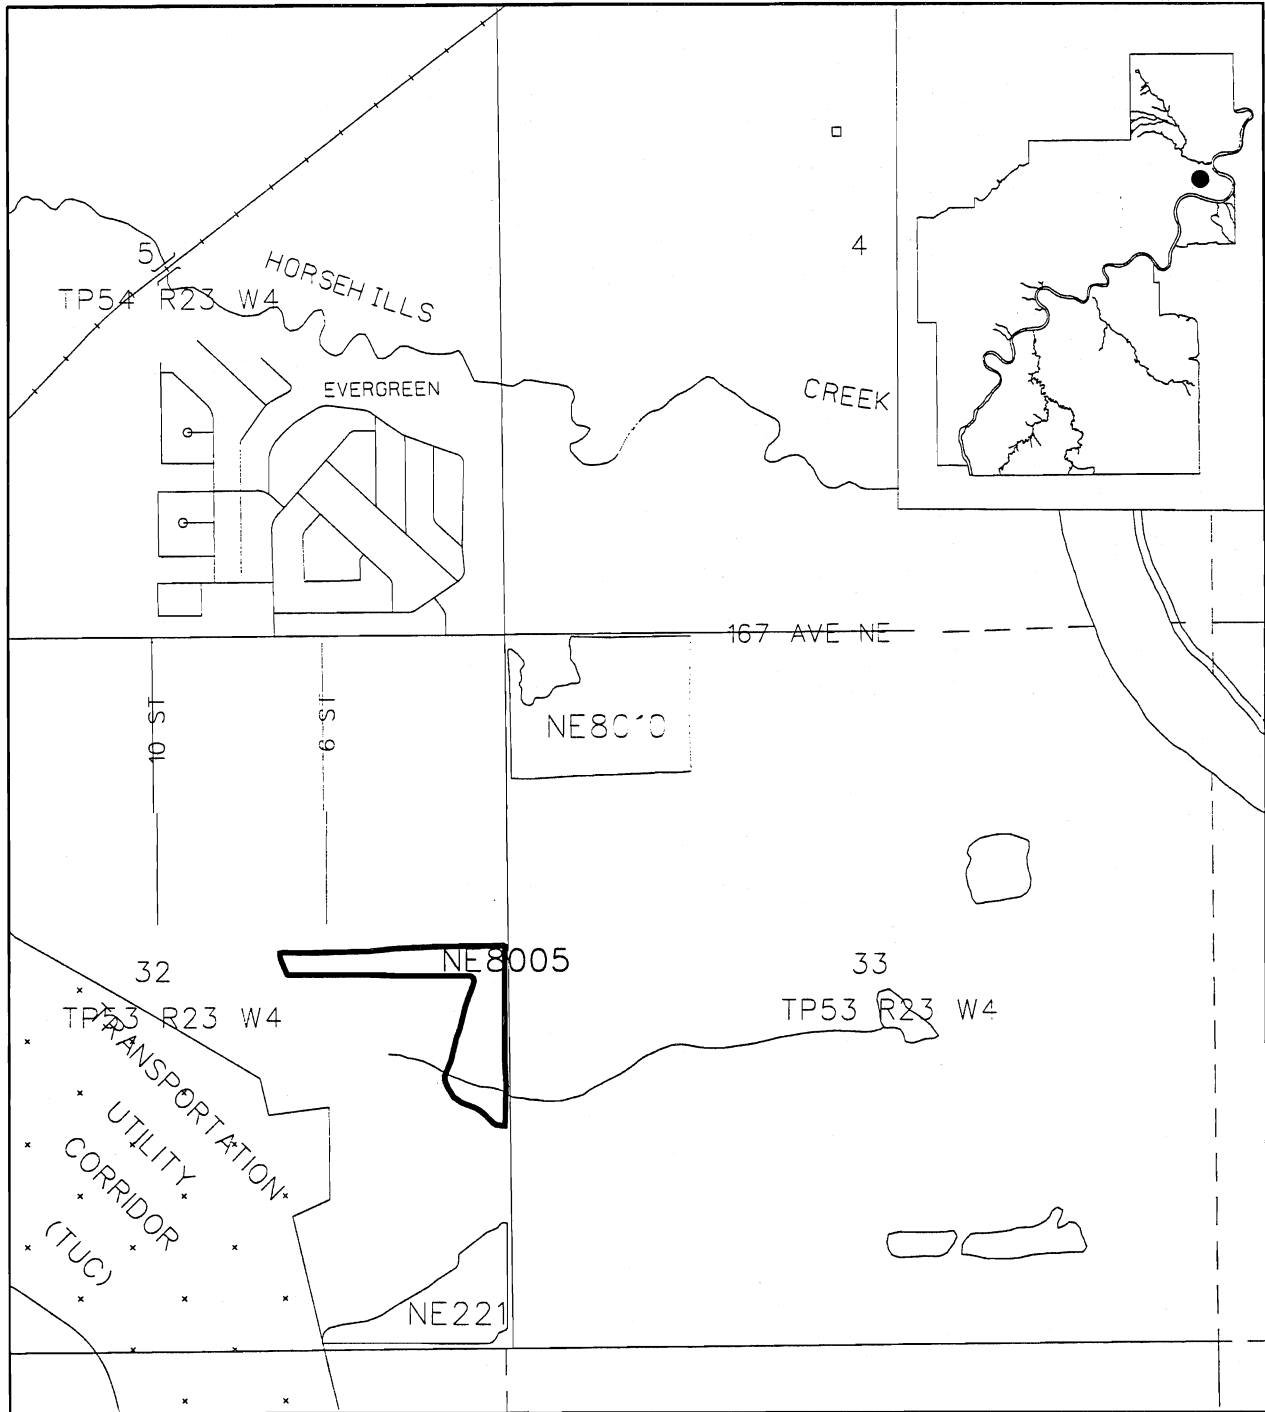 5
TP54 R23 W4
HORSEHILLS
4
EVERGREEN
CREEK
167 AVE NE
10 ST
6 ST
NE8010
NE8005
32
TP53 R23 W4
33
TP53 R23 W4
TRANSPORTATION
UTILITY
CORRIDOR
(TUC)
NE221